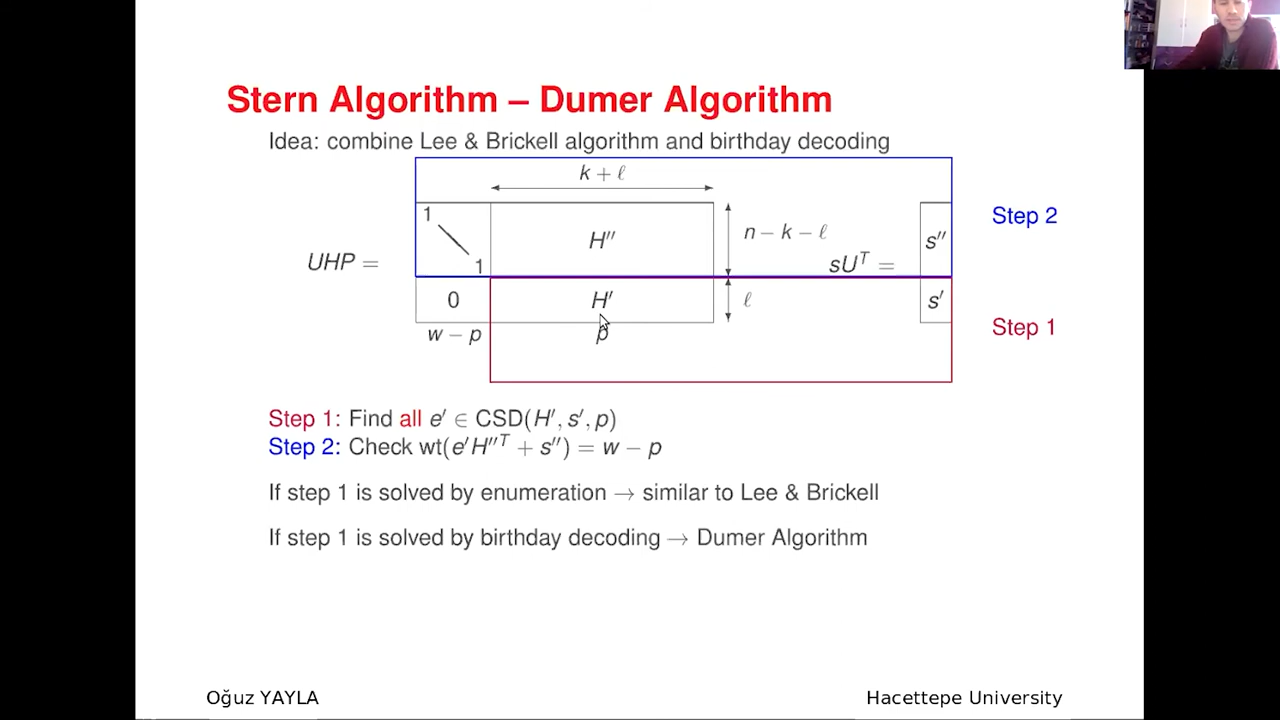 Stern Algorithm – Dumer Algorithm
Idea: combine Lee & Brickell algorithm and birthday decoding
k + ℓ
1
H″
n − k − ℓ
s″
Step 2
UHP =
1
sUᵀ =
0
H′
ℓ
s′
w − p
p
Step 1
Step 1: Find all e′ ∈ CSD(H′, s′, p)
Step 2: Check wt(e′H″ᵀ + s″) = w − p
If step 1 is solved by enumeration → similar to Lee & Brickell
If step 1 is solved by birthday decoding → Dumer Algorithm
Oğuz YAYLA
Hacettepe University